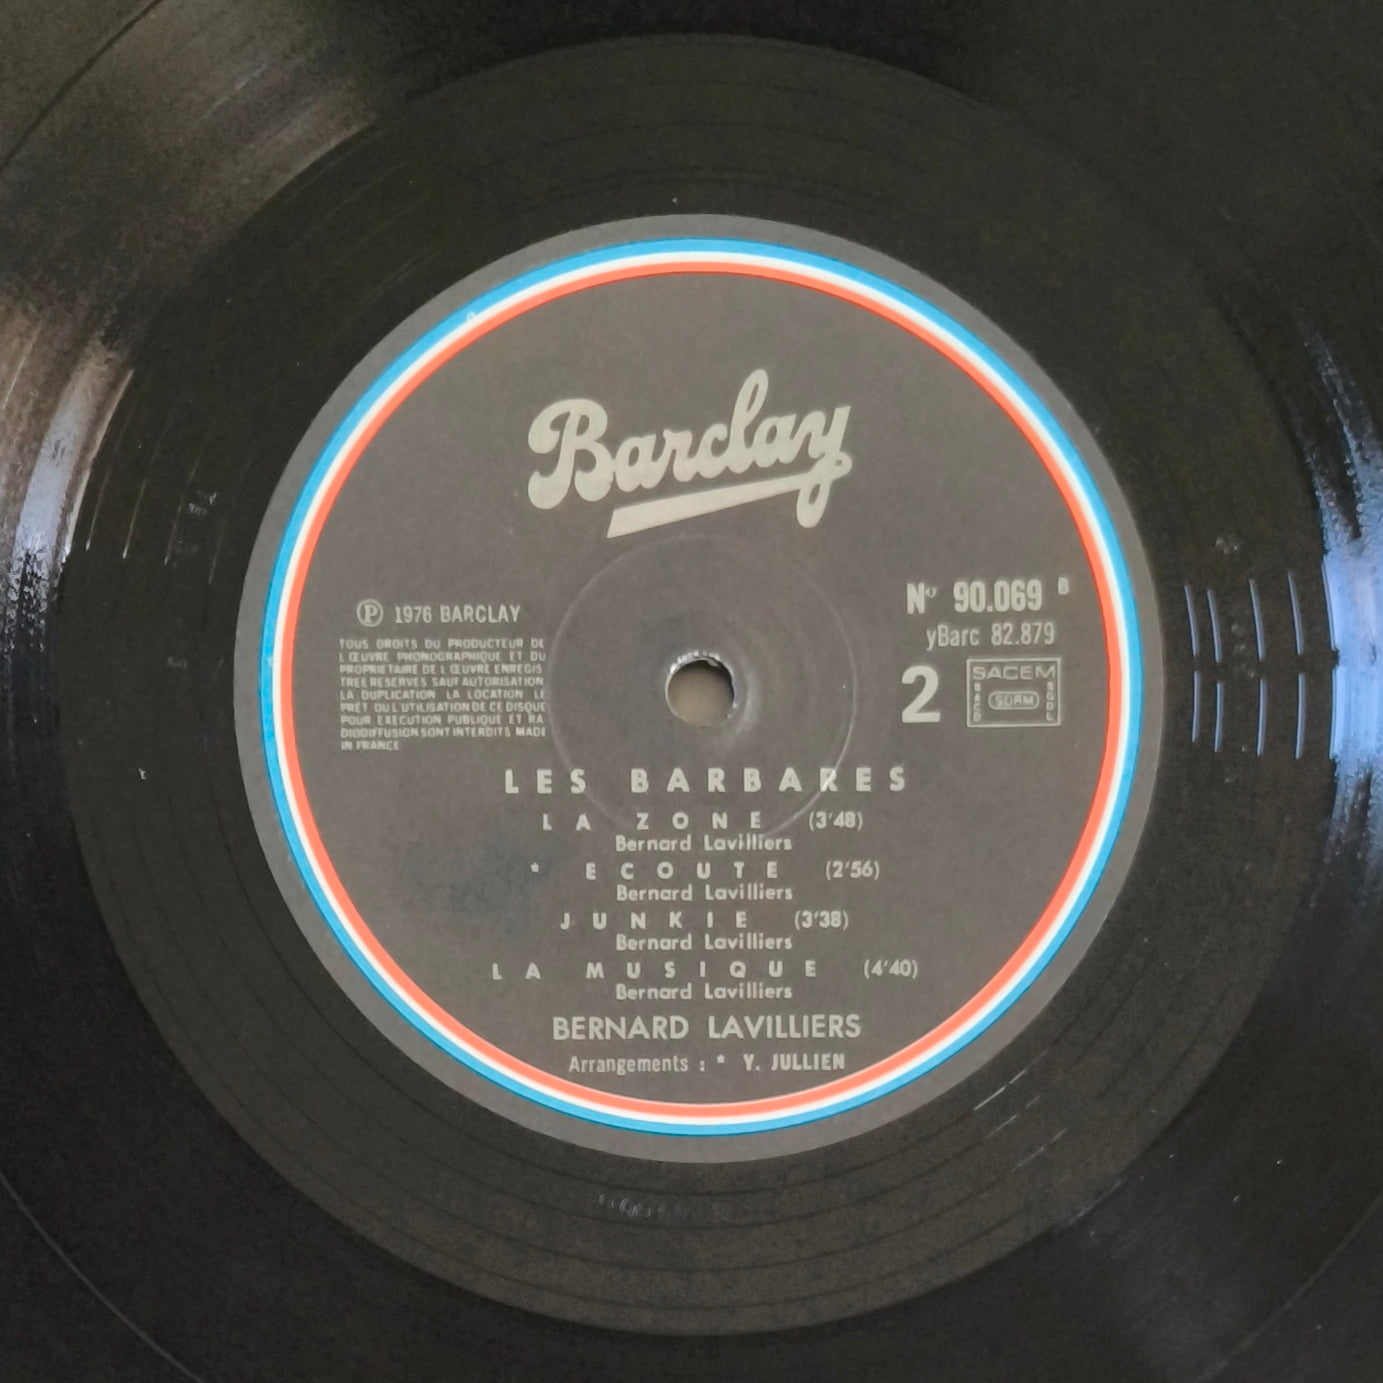 Barclay
Ⓟ 1976 BARCLAY
TOUS DROITS DU PRODUCTEUR DE
L ŒUVRE PHONOGRAPHIQUE ET DU
PROPRIETAIRE DE L ŒUVRE ENREGIS
TREE RESERVES SAUF AUTORISATION
LA DUPLICATION LA LOCATION LE
PRET OU L'UTILISATION DE CE DISQUE
POUR EXECUTION PUBLIQUE ET RA
DIODIFFUSION SONT INTERDITS MADE
IN FRANCE
Nº 90.069 B
yBarc 82.879
2
SACEM
SACD
SDRM
SGDL
LES BARBARES
LA ZONE (3'48)
Bernard Lavilliers
* ECOUTE (2'56)
Bernard Lavilliers
JUNKIE (3'38)
Bernard Lavilliers
LA MUSIQUE (4'40)
Bernard Lavilliers
BERNARD LAVILLIERS
Arrangements : * Y. JULLIEN